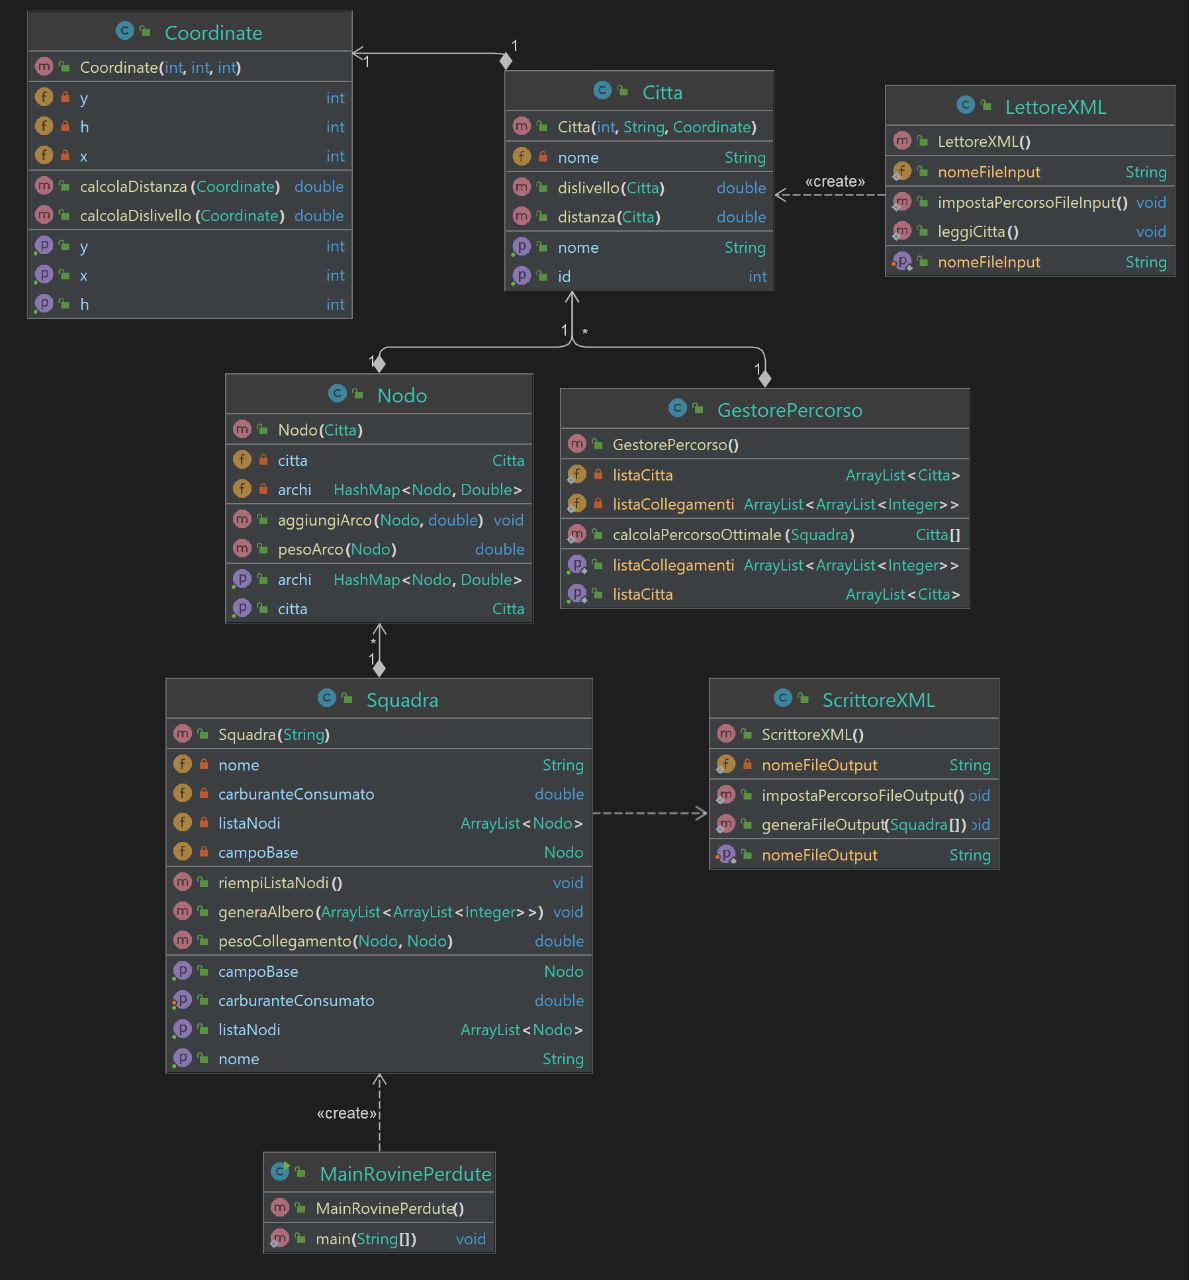 Coordinate
Coordinate(int, int, int)
y int
h int
x int
calcolaDistanza(Coordinate) double
calcolaDislivello(Coordinate) double
y int
x int
h int
1
1
Citta
Citta(int, String, Coordinate)
nome String
dislivello(Citta) double
distanza(Citta) double
nome String
id int
«create»
LettoreXML
LettoreXML()
nomeFileInput String
impostaPercorsoFileInput() void
leggiCitta() void
nomeFileInput String
1
*
1
1
Nodo
Nodo(Citta)
citta Citta
archi HashMap<Nodo, Double>
aggiungiArco(Nodo, double) void
pesoArco(Nodo) double
archi HashMap<Nodo, Double>
citta Citta
GestorePercorso
GestorePercorso()
listaCitta ArrayList<Citta>
listaCollegamenti ArrayList<ArrayList<Integer>>
calcolaPercorsoOttimale(Squadra) Citta[]
listaCollegamenti ArrayList<ArrayList<Integer>>
listaCitta ArrayList<Citta>
*
1
Squadra
Squadra(String)
nome String
carburanteConsumato double
listaNodi ArrayList<Nodo>
campoBase Nodo
riempiListaNodi() void
generaAlbero(ArrayList<ArrayList<Integer>>) void
pesoCollegamento(Nodo, Nodo) double
campoBase Nodo
carburanteConsumato double
listaNodi ArrayList<Nodo>
nome String
ScrittoreXML
ScrittoreXML()
nomeFileOutput String
impostaPercorsoFileOutput() oid
generaFileOutput(Squadra[]) oid
nomeFileOutput String
«create»
MainRovinePerdute
MainRovinePerdute()
main(String[]) void